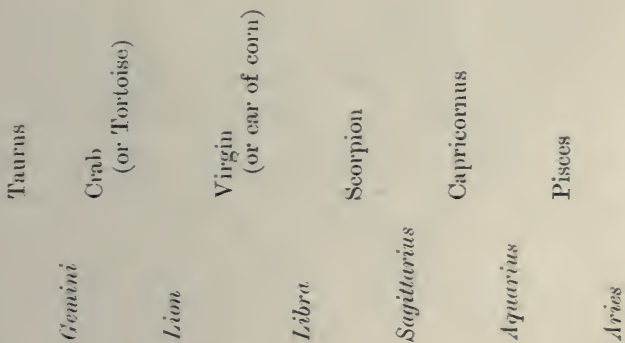 Taurus
Gemini
Crab
(or Tortoise)
Lion
Virgin
(or ear of corn)
Libra
Scorpion
Sagittarius
Capricornus
Aquarius
Pisces
Aries